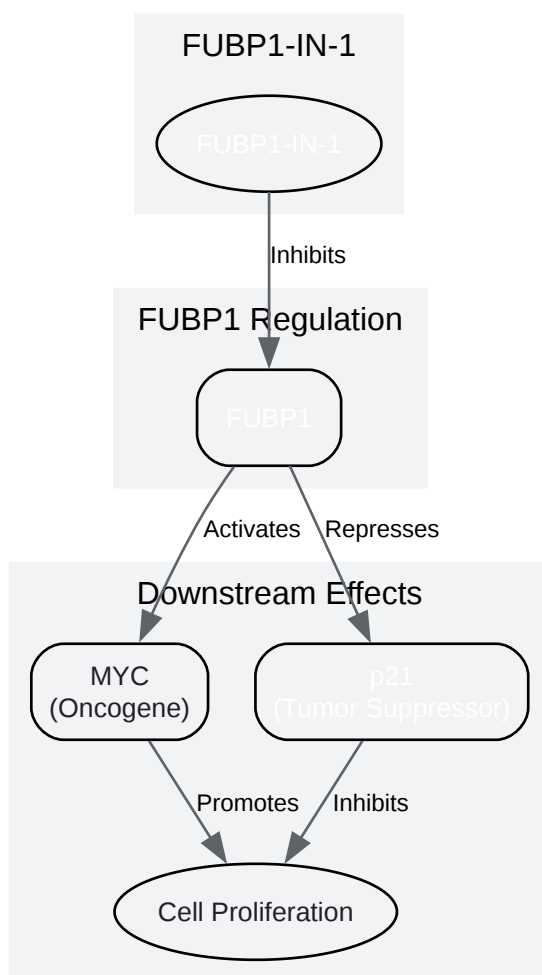 FUBP1-IN-1
FUBP1-IN-1
Inhibits
FUBP1 Regulation
FUBP1
Activates
Represses
Downstream Effects
MYC
(Oncogene)
p21
(Tumor Suppressor)
Promotes
Inhibits
Cell Proliferation